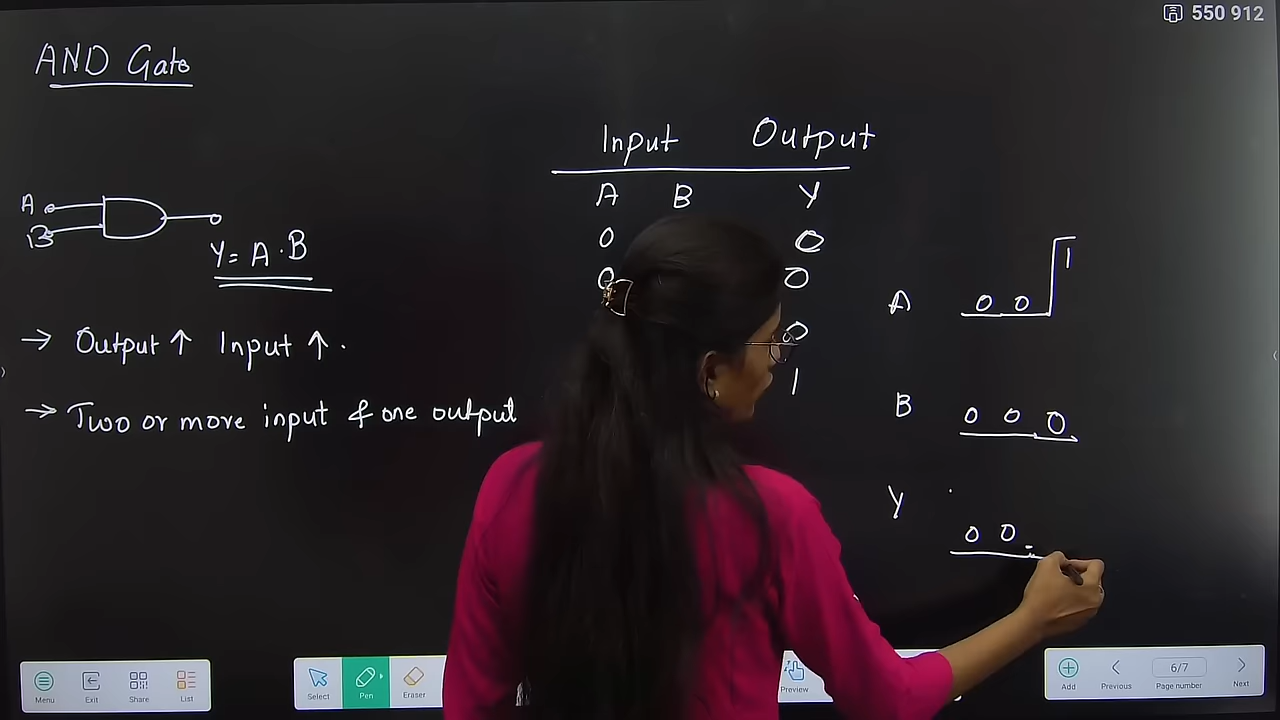 550 912
AND Gate
Input Output
A B Y
0 0
0 0
0
1
A
B
Y = A · B
→ Output ↑ Input ↑ .
→ Two or more input & one output
A 0 0 1
B 0 0 0
Y 0 0
Menu Exit Share List
Select Pen Eraser
Preview
Add Previous 6/7 Page number Next